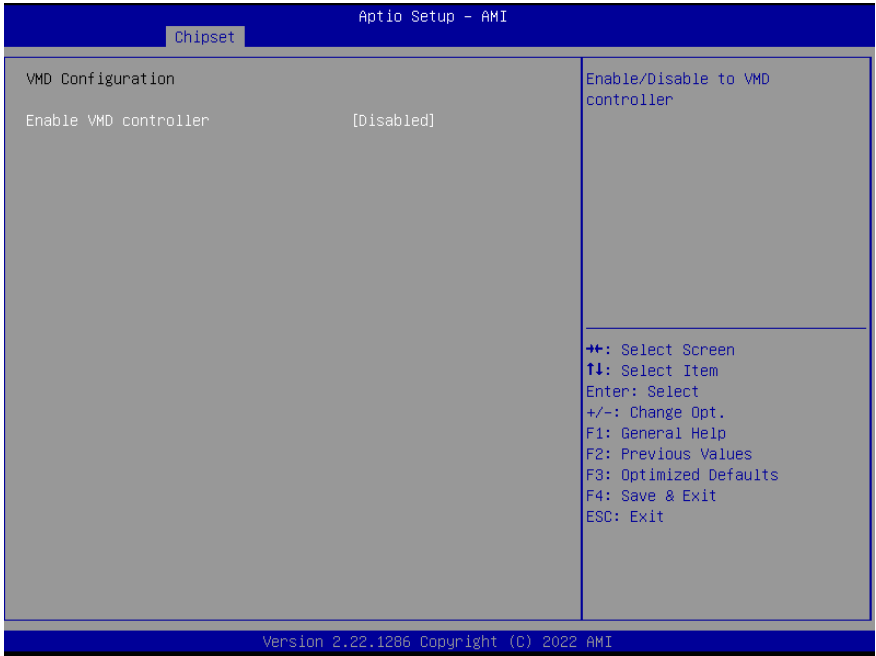 Aptio Setup – AMI
Chipset
VMD Configuration
Enable VMD controller [Disabled]
Enable/Disable to VMD
controller
→←: Select Screen
↑↓: Select Item
Enter: Select
+/-: Change Opt.
F1: General Help
F2: Previous Values
F3: Optimized Defaults
F4: Save & Exit
ESC: Exit
Version 2.22.1286 Copyright (C) 2022 AMI